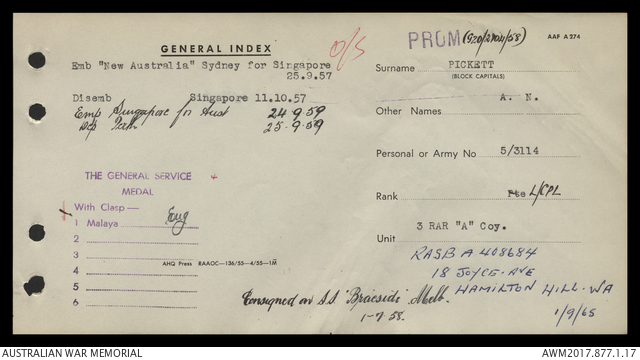 GENERAL INDEX
O/S
PROM (920/2704/58)
AAF A 274
Emb "New Australia" Sydney for Singapore
25.9.57
Surname PICKETT
(BLOCK CAPITALS)
Disemb Singapore 11.10.57
Emp Singapore for Aust 24.9.59
Dep Perth 25.9.59
Other Names A. N.
Personal or Army No 5/3114
THE GENERAL SERVICE
MEDAL
With Clasp—
1 Malaya
2
3
4
5
6
AHQ Press RAAOC—136/55—4/55—1M
Rank Pte L/CPL
Unit 3 RAR "A" Coy.
RASB A 408684
18 JOYCE AVE
HAMILTON HILL. WA
1/9/65
Consigned on S.S "Braeside" Melb.
1-7-58.
AUSTRALIAN WAR MEMORIAL
AWM2017.877.1.17